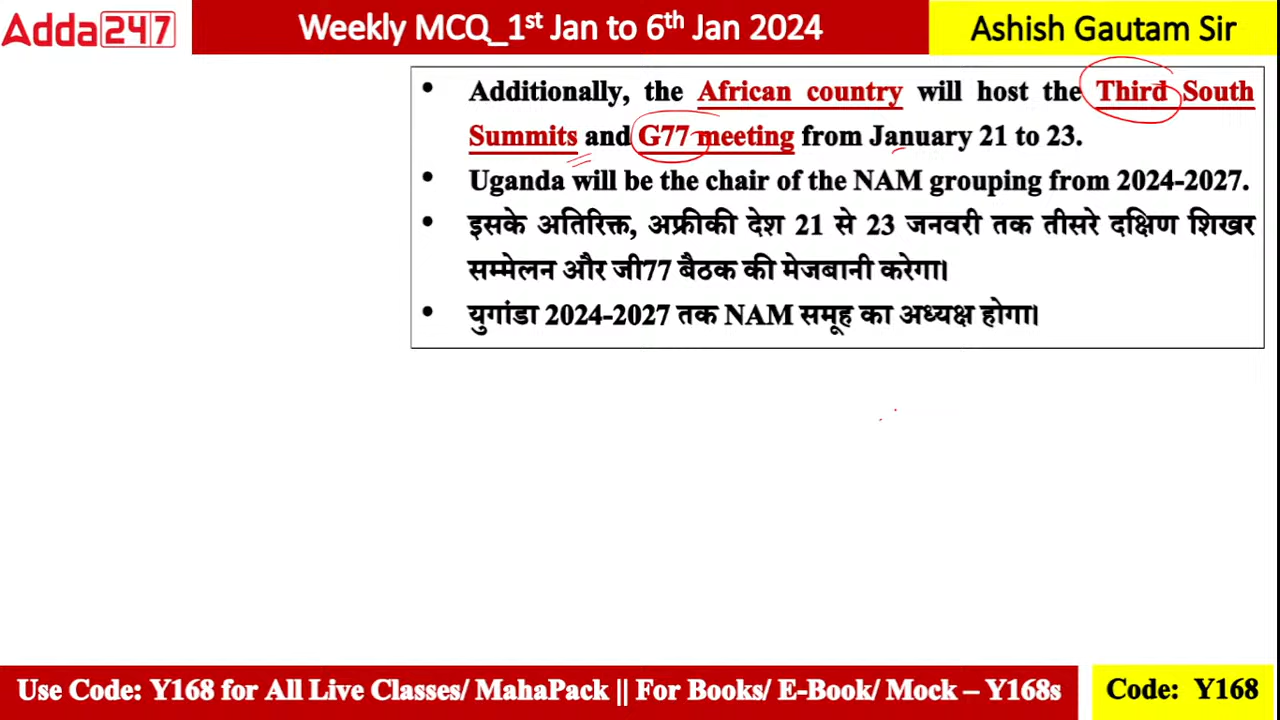 Adda247
Weekly MCQ_1st Jan to 6th Jan 2024
Ashish Gautam Sir
• Additionally, the African country will host the Third South
Summits and G77 meeting from January 21 to 23.
• Uganda will be the chair of the NAM grouping from 2024-2027.
• इसके अतिरिक्त, अफ्रीकी देश 21 से 23 जनवरी तक तीसरे दक्षिण शिखर
सम्मेलन और जी77 बैठक की मेजबानी करेगा।
• युगांडा 2024-2027 तक NAM समूह का अध्यक्ष होगा।
Use Code: Y168 for All Live Classes/ MahaPack || For Books/ E-Book/ Mock – Y168s
Code: Y168